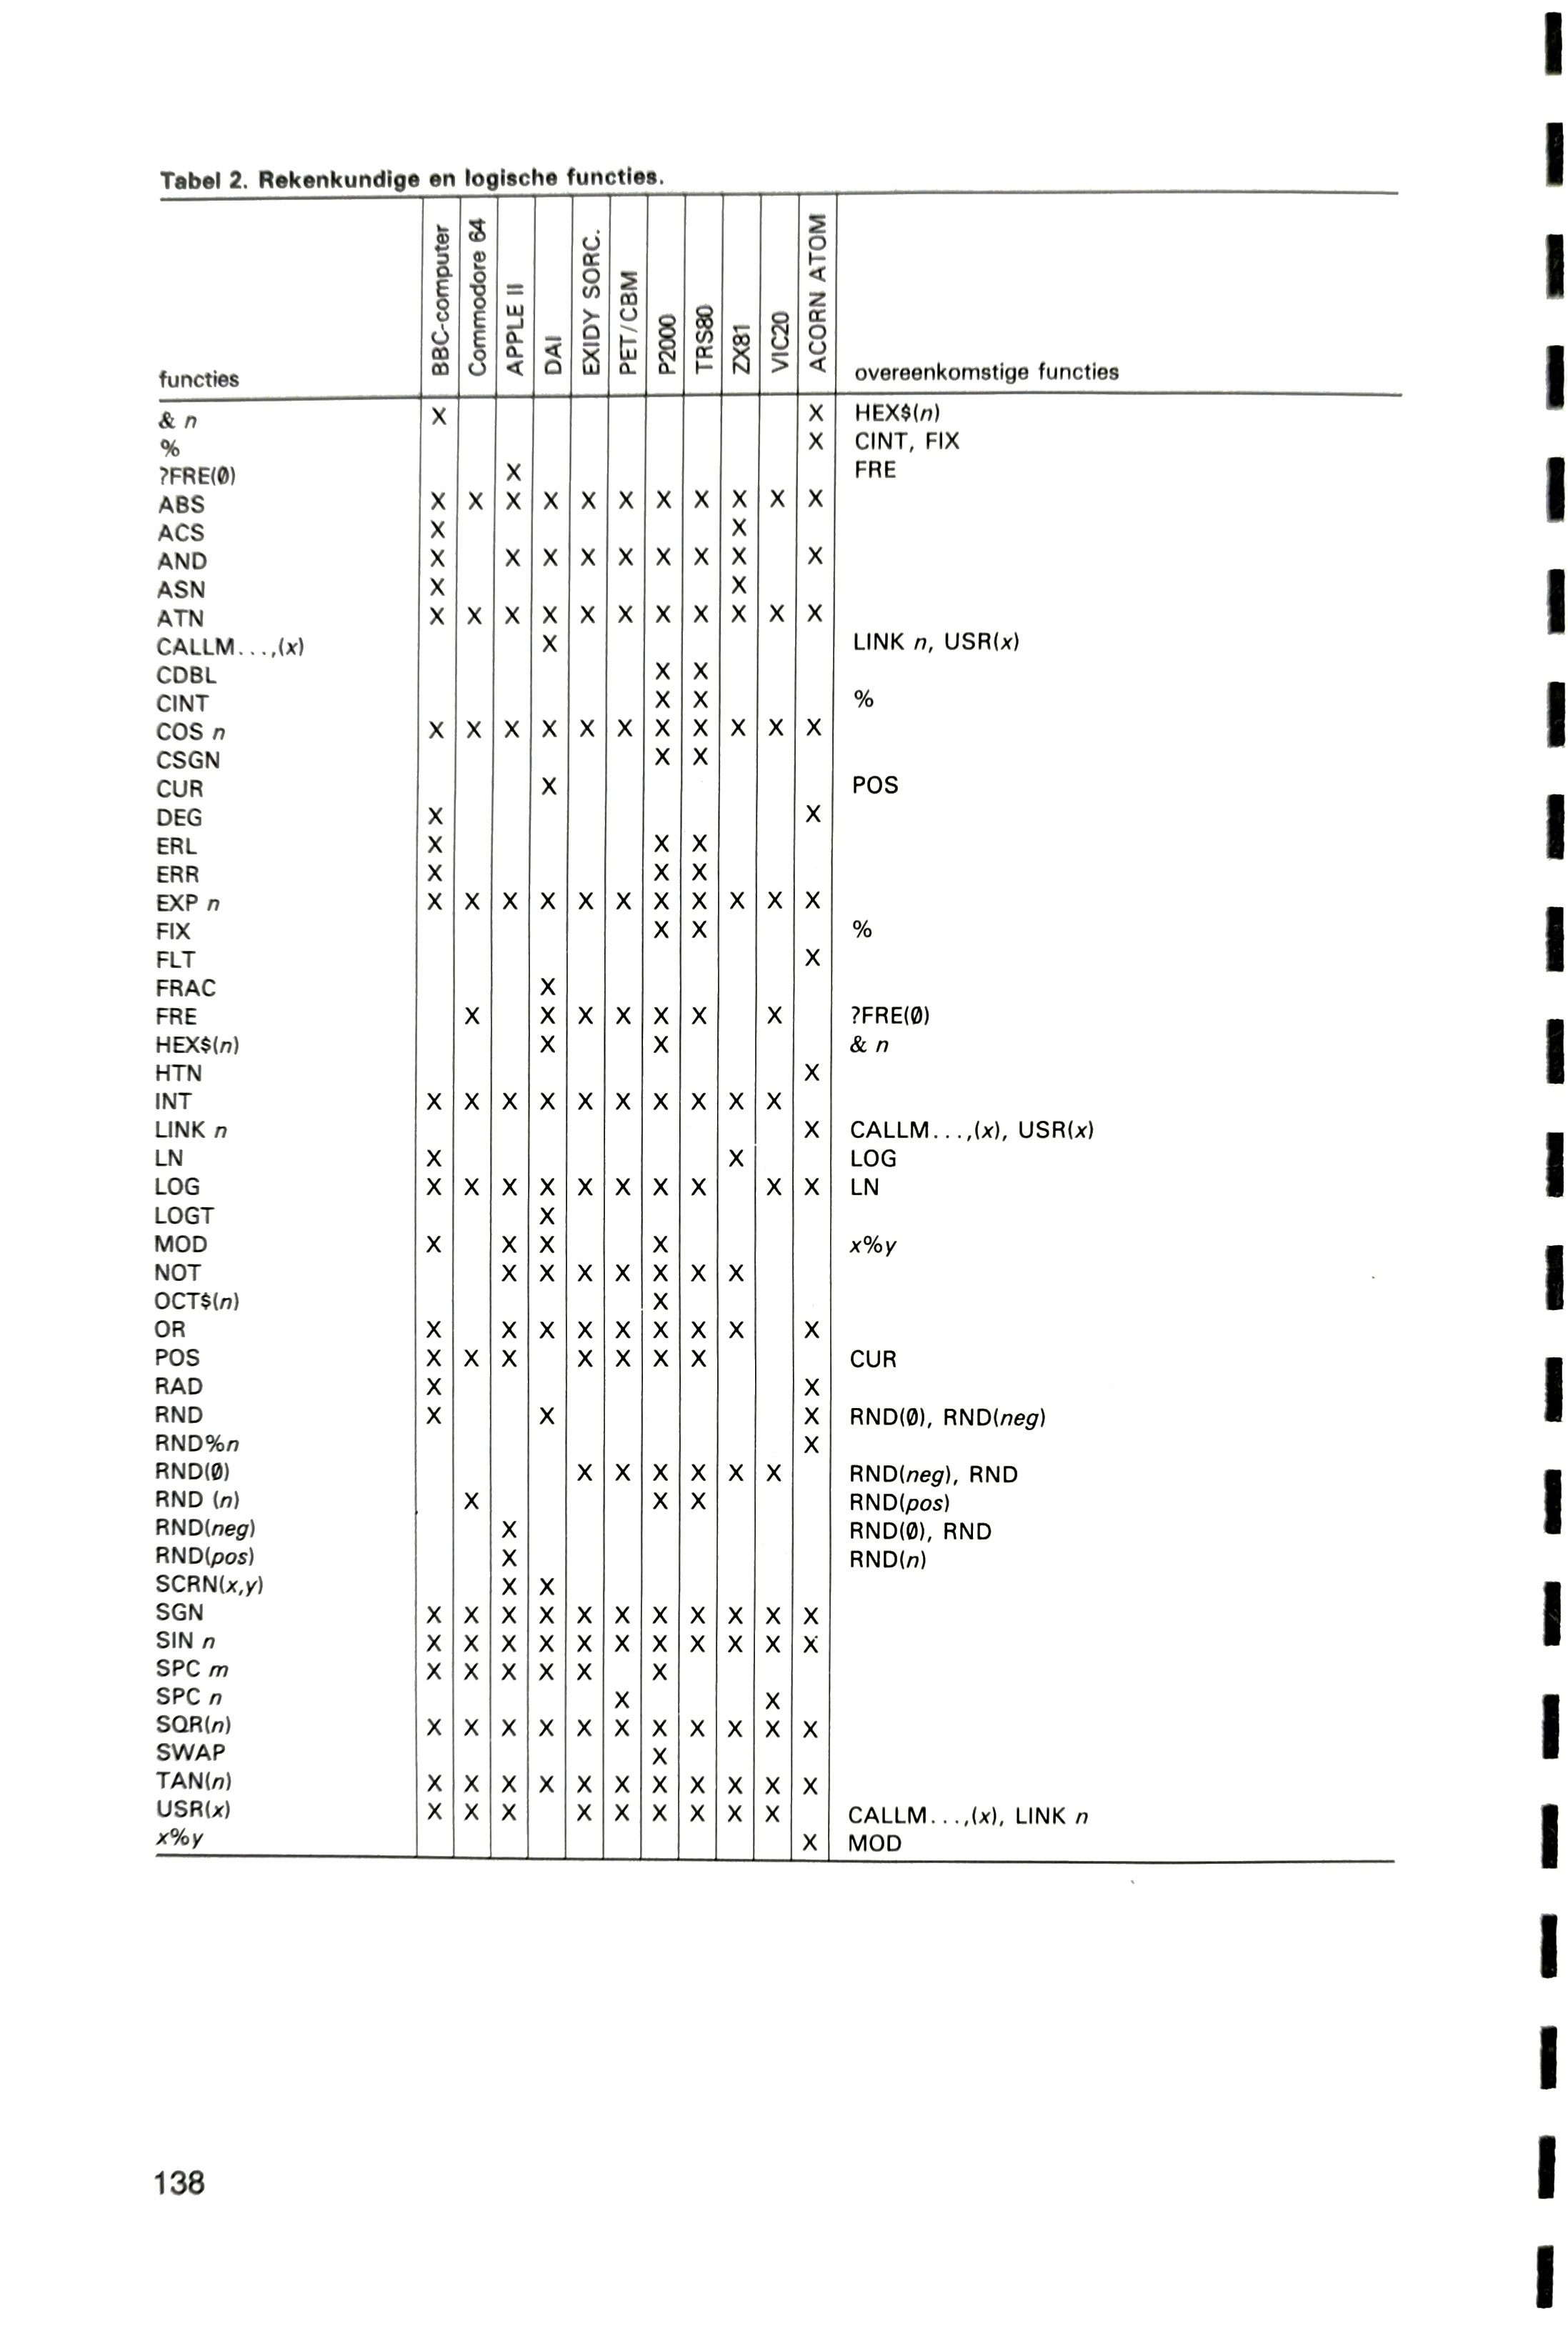 Tabel 2. Rekenkundige en logische functies.
functies BBC-computer Commodore 64 APPLE II DAI EXIDY SORC. PET/CBM P2000 TRS80 ZX81 VIC20 ACORN ATOM overeenkomstige functies
& n X X HEX$(n)
% X CINT, FIX
?FRE(0) X FRE
ABS X X X X X X X X X X X
ACS X X
AND X X X X X X X X X
ASN X X
ATN X X X X X X X X X X X
CALLM...,(x) X LINK n, USR(x)
CDBL X X
CINT X X %
COS n X X X X X X X X X X X
CSGN X X
CUR X POS
DEG X X
ERL X X X
ERR X X X
EXP n X X X X X X X X X X X
FIX X X %
FLT X
FRAC X
FRE X X X X X X X ?FRE(0)
HEX$(n) X X & n
HTN X
INT X X X X X X X X X X
LINK n X CALLM...,(x), USR(x)
LN X X LOG
LOG X X X X X X X X X X LN
LOGT X
MOD X X X X x%y
NOT X X X X X X X
OCT$(n) X
OR X X X X X X X X X
POS X X X X X X X CUR
RAD X X
RND X X X RND(0), RND(neg)
RND%n X
RND(0) X X X X X X RND(neg), RND
RND (n) X X X RND(pos)
RND(neg) X RND(0), RND
RND(pos) X RND(n)
SCRN(x,y) X X
SGN X X X X X X X X X X X
SIN n X X X X X X X X X X X
SPC m X X X X X X
SPC n X X
SQR(n) X X X X X X X X X X X
SWAP X
TAN(n) X X X X X X X X X X X
USR(x) X X X X X X X X X CALLM...,(x), LINK n
x%y X MOD
138